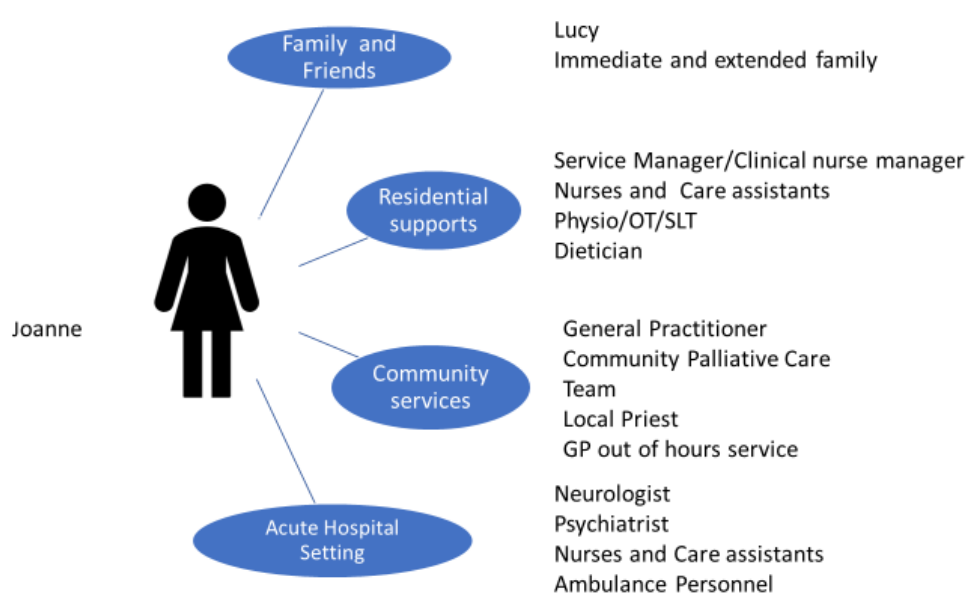 Family and
Friends
Lucy
Immediate and extended family
Residential
supports
Service Manager/Clinical nurse manager
Nurses and Care assistants
Physio/OT/SLT
Dietician
Joanne
Community
services
General Practitioner
Community Palliative Care
Team
Local Priest
GP out of hours service
Acute Hospital
Setting
Neurologist
Psychiatrist
Nurses and Care assistants
Ambulance Personnel